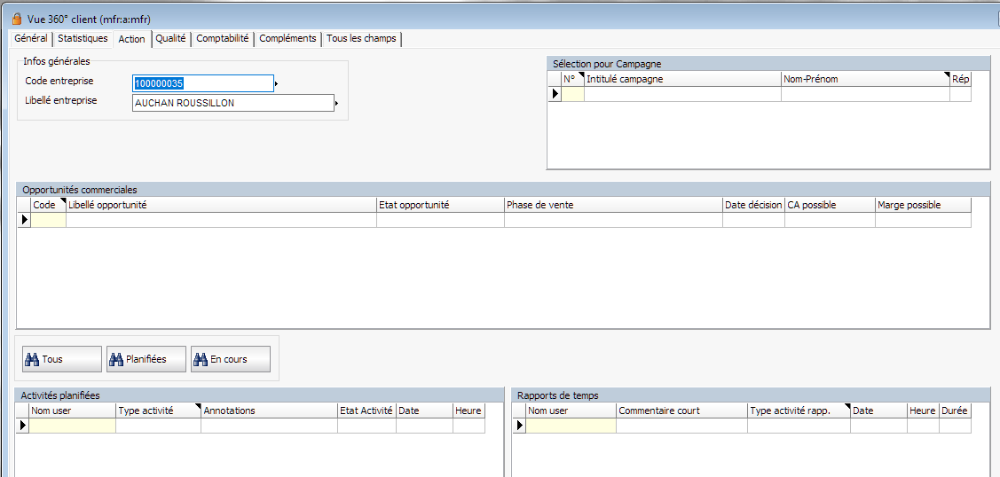 Vue 360° client (mfr:a:mfr)
Général Statistiques Action Qualité Comptabilité Compléments Tous les champs
Infos générales
Code entreprise 100000035
Libellé entreprise AUCHAN ROUSSILLON
Sélection pour Campagne
N° Intitulé campagne Nom-Prénom Rép
Opportunités commerciales
Code Libellé opportunité Etat opportunité Phase de vente Date décision CA possible Marge possible
Tous Planifiées En cours
Activités planifiées
Nom user Type activité Annotations Etat Activité Date Heure
Rapports de temps
Nom user Commentaire court Type activité rapp. Date Heure Durée